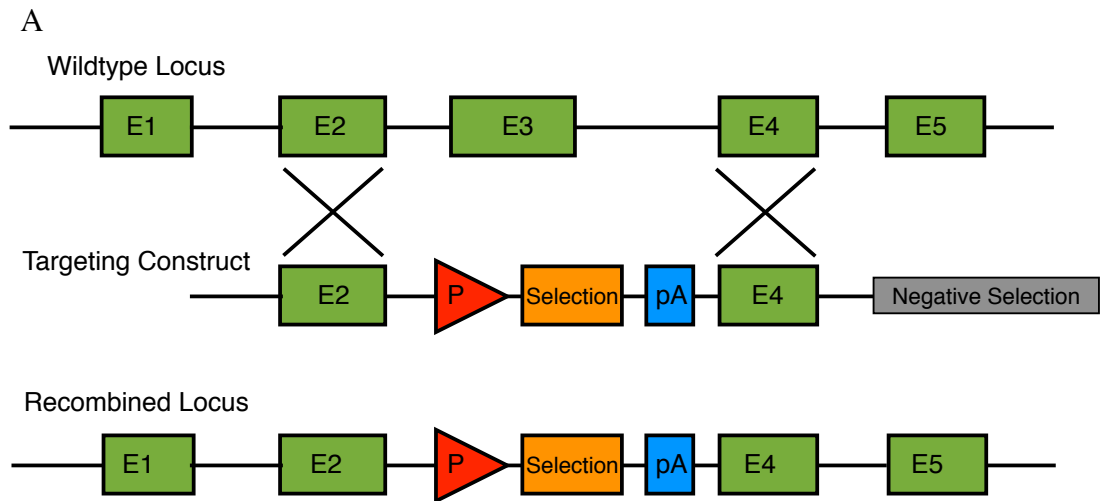 A
Wildtype Locus
E1 E2 E3 E4 E5
Targeting Construct
E2 P Selection pA E4 Negative Selection
Recombined Locus
E1 E2 P Selection pA E4 E5